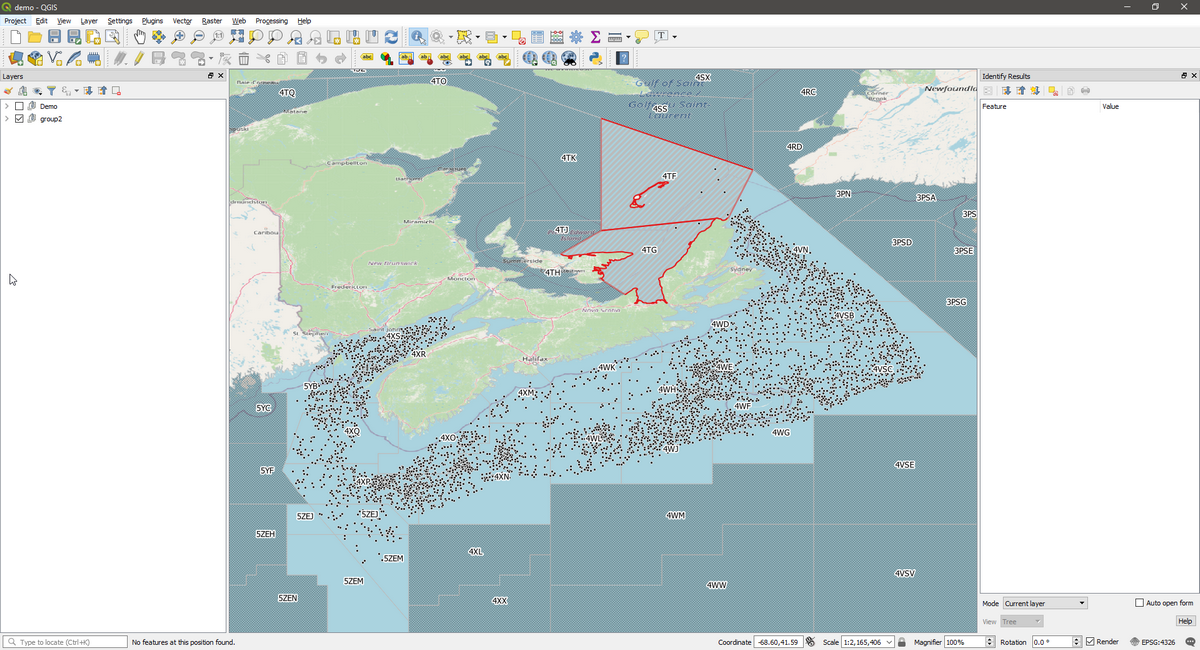 demo - QGIS
Project Edit View Layer Settings Plugins Vector Raster Web Processing Help
Layers
Demo
group2
4TQ
4TO
4SX
Gulf of Saint
Lawrence /
Golfe du Saint-
Laurent
4SS
4RC
Corner
Brook
Matane
4TK
4TF
4RD
Campbellton
3PN
3PSA
3PS
Miramichi
4TJ
Caribou
4TG
4VN
3PSD
3PSE
New Brunswick
4TH
Sydney
Moncton
Fredericton
3PSG
Nova Scotia
4VSB
St. Stephen
Saint John
4XS
4WD
4XR
Halifax
4WK
4WE
4VSC
5YB
4WH
4XM
5YC
4WF
4XQ
4XO
4WL
4WG
4WJ
5YF
4XP
4XN
4VSE
5ZEJ
5ZEJ
4WM
5ZEH
4XL
5ZEM
4VSV
5ZEM
4WW
5ZEN
4XX
Identify Results
Feature Value
Mode Current layer Auto open form
View Tree Help
Type to locate (Ctrl+K) No features at this position found. Coordinate -68.60,41.59 Scale 1:2,165,406 Magnifier 100% Rotation 0.0 ° Render EPSG:4326